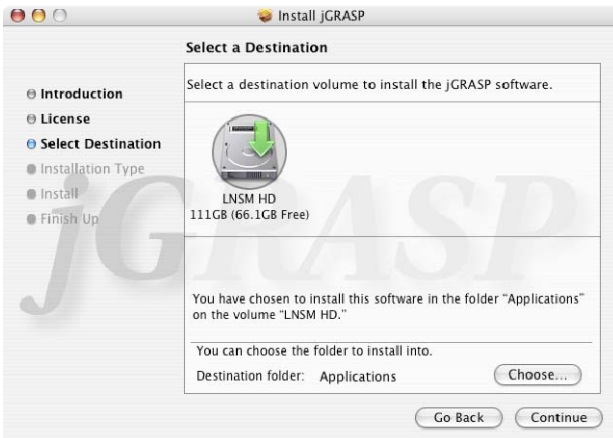 Install jGRASP
Select a Destination
Introduction
License
Select Destination
Installation Type
Install
Finish Up
Select a destination volume to install the jGRASP software.
LNSM HD
111GB (66.1GB Free)
jGRASP
You have chosen to install this software in the folder “Applications”
on the volume “LNSM HD.”
You can choose the folder to install into.
Destination folder: Applications
Choose...
Go Back
Continue